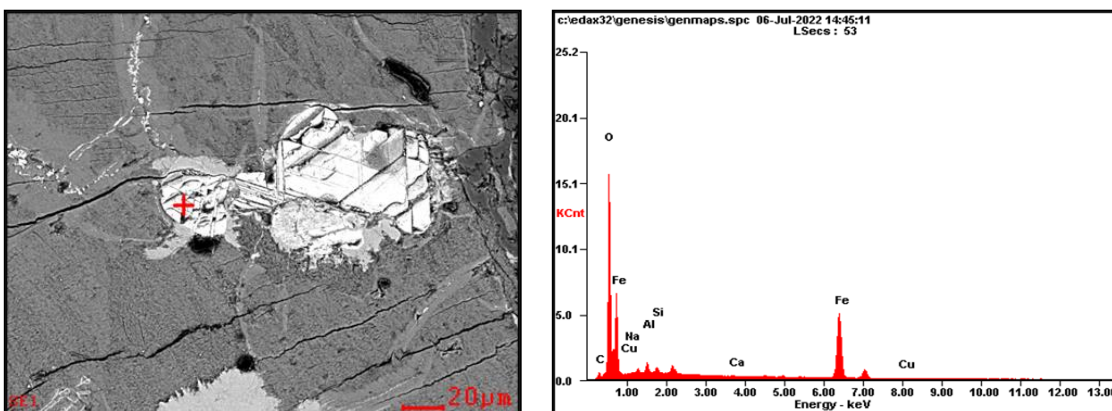 20µm
c:\edax32\genesis\genmaps.spc 06-Jul-2022 14:45:11
LSecs : 53
25.2
20.1
15.1
KCnt
10.1
5.0
0.0
O
Fe
Na
Cu
C
Si
Al
Ca
Fe
Cu
1.00 2.00 3.00 4.00 5.00 6.00 7.00 8.00 9.00 10.00 11.00 12.00 13.00
Energy - keV